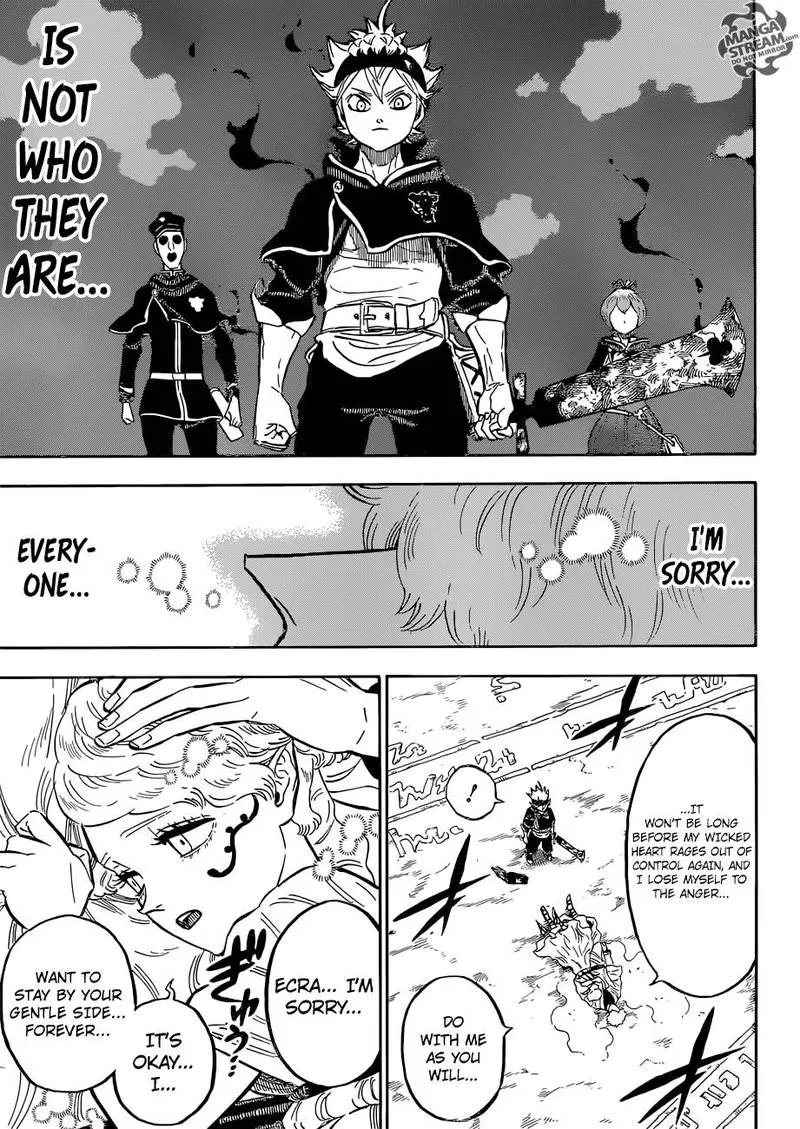 MANGA
STREAM.com
DO NOT MIRROR!
IS
NOT
WHO
THEY
ARE...
I'M
SORRY...
EVERY-
ONE...
...IT
WON'T BE LONG
BEFORE MY WICKED
HEART RAGES OUT OF
CONTROL AGAIN, AND
I LOSE MYSELF TO
THE ANGER...
!
DO
WITH ME
AS YOU
WILL...
ECRA... I'M
SORRY...
IT'S
OKAY...
I...
WANT TO
STAY BY YOUR
GENTLE SIDE...
FOREVER...
ぎゅう…